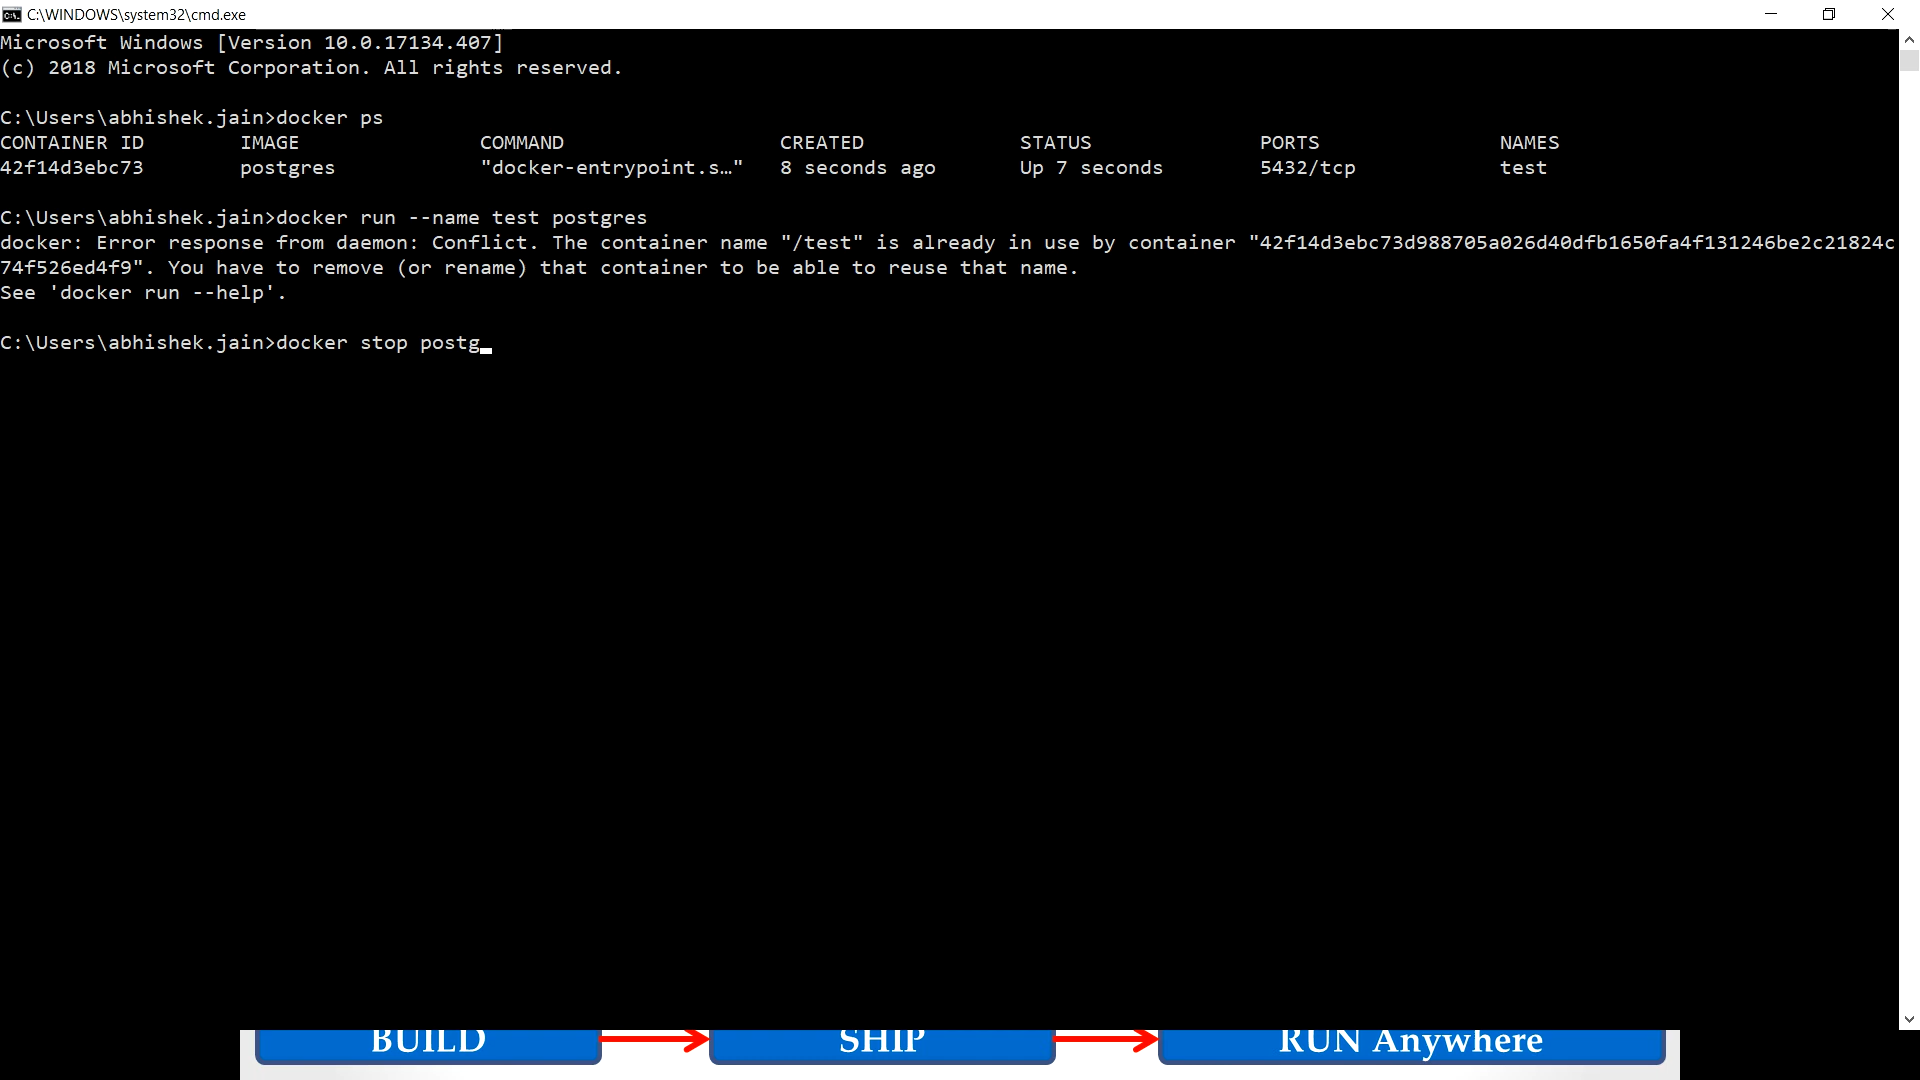 C:\WINDOWS\system32\cmd.exe
Microsoft Windows [Version 10.0.17134.407]
(c) 2018 Microsoft Corporation. All rights reserved.
C:\Users\abhishek.jain>docker ps
CONTAINER ID        IMAGE               COMMAND                  CREATED             STATUS              PORTS               NAMES
42f14d3ebc73        postgres            "docker-entrypoint.s…"   8 seconds ago       Up 7 seconds        5432/tcp            test
C:\Users\abhishek.jain>docker run --name test postgres
docker: Error response from daemon: Conflict. The container name "/test" is already in use by container "42f14d3ebc73d988705a026d40dfb1650fa4f131246be2c21824c
74f526ed4f9". You have to remove (or rename) that container to be able to reuse that name.
See 'docker run --help'.
C:\Users\abhishek.jain>docker stop postg
BUILD SHIP RUN Anywhere